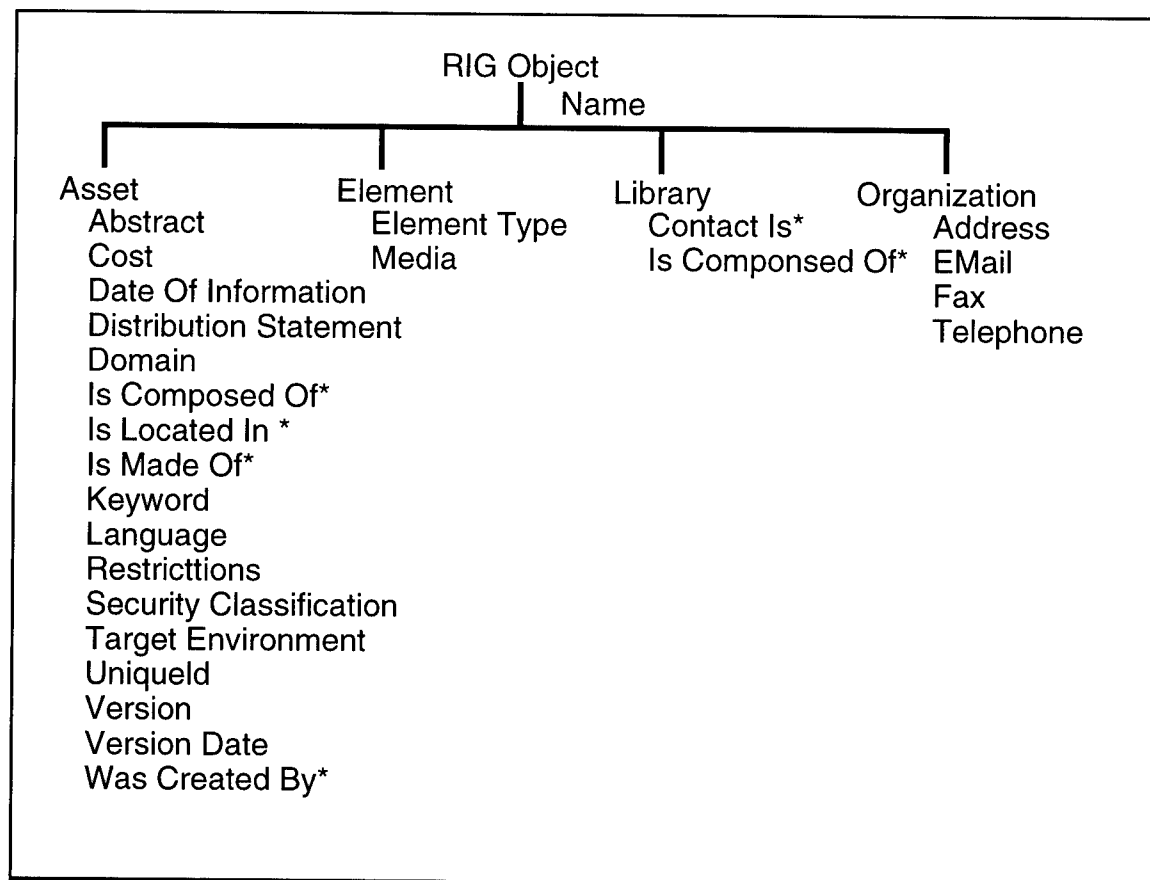 RIG Object
Name
Asset
Abstract
Cost
Date Of Information
Distribution Statement
Domain
Is Composed Of*
Is Located In *
Is Made Of*
Keyword
Language
Restricttions
Security Classification
Target Environment
UniqueId
Version
Version Date
Was Created By*
Element
Element Type
Media
Library
Contact Is*
Is Componsed Of*
Organization
Address
EMail
Fax
Telephone